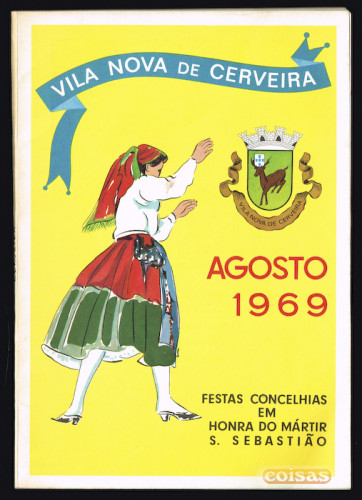 VILA NOVA DE CERVEIRA
VILA NOVA DE CERVEIRA
AGOSTO
1969
FESTAS CONCELHIAS
EM
HONRA DO MÁRTIR
S. SEBASTIÃO
coisas